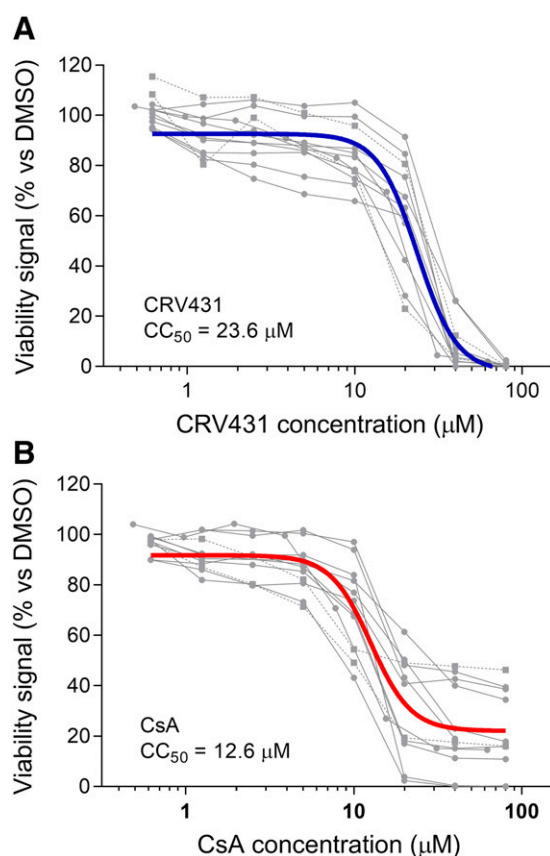 A
Viability signal (% vs DMSO)
120
100
80
60
40
20
0
CRV431
CC50 = 23.6 μM
1
10
100
CRV431 concentration (μM)
B
Viability signal (% vs DMSO)
120
100
80
60
40
20
0
CsA
CC50 = 12.6 μM
1
10
100
CsA concentration (μM)